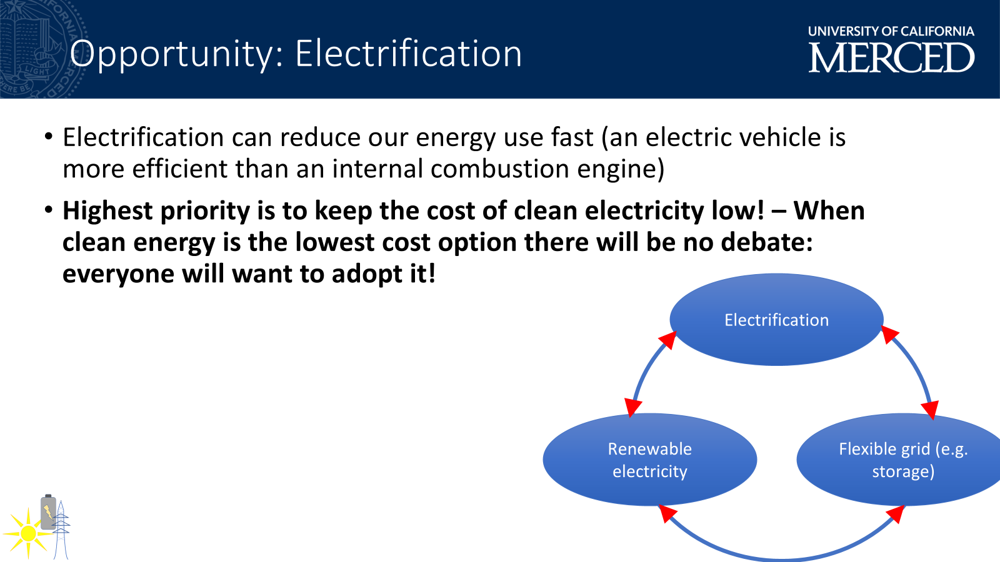 Opportunity: Electrification
UNIVERSITY OF CALIFORNIA
MERCED
• Electrification can reduce our energy use fast (an electric vehicle is
more efficient than an internal combustion engine)
• Highest priority is to keep the cost of clean electricity low! – When
clean energy is the lowest cost option there will be no debate:
everyone will want to adopt it!
Electrification
Renewable
electricity
Flexible grid (e.g.
storage)